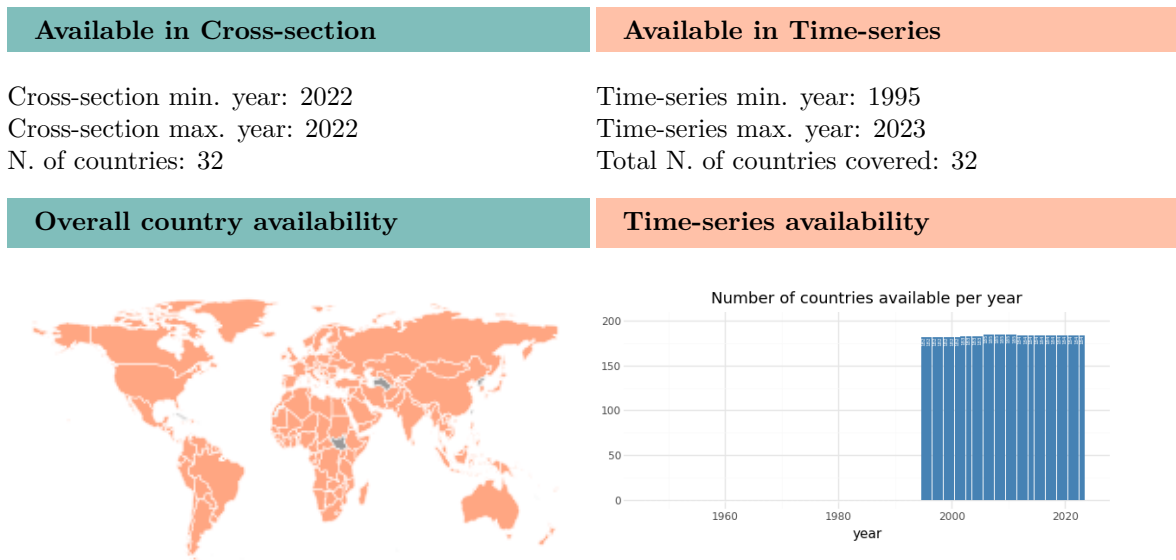 Available in Cross-section
Available in Time-series
Cross-section min. year: 2022
Cross-section max. year: 2022
N. of countries: 32
Time-series min. year: 1995
Time-series max. year: 2023
Total N. of countries covered: 32
Overall country availability
Time-series availability
Number of countries available per year
200
150
100
50
0
1960
1980
2000
2020
year